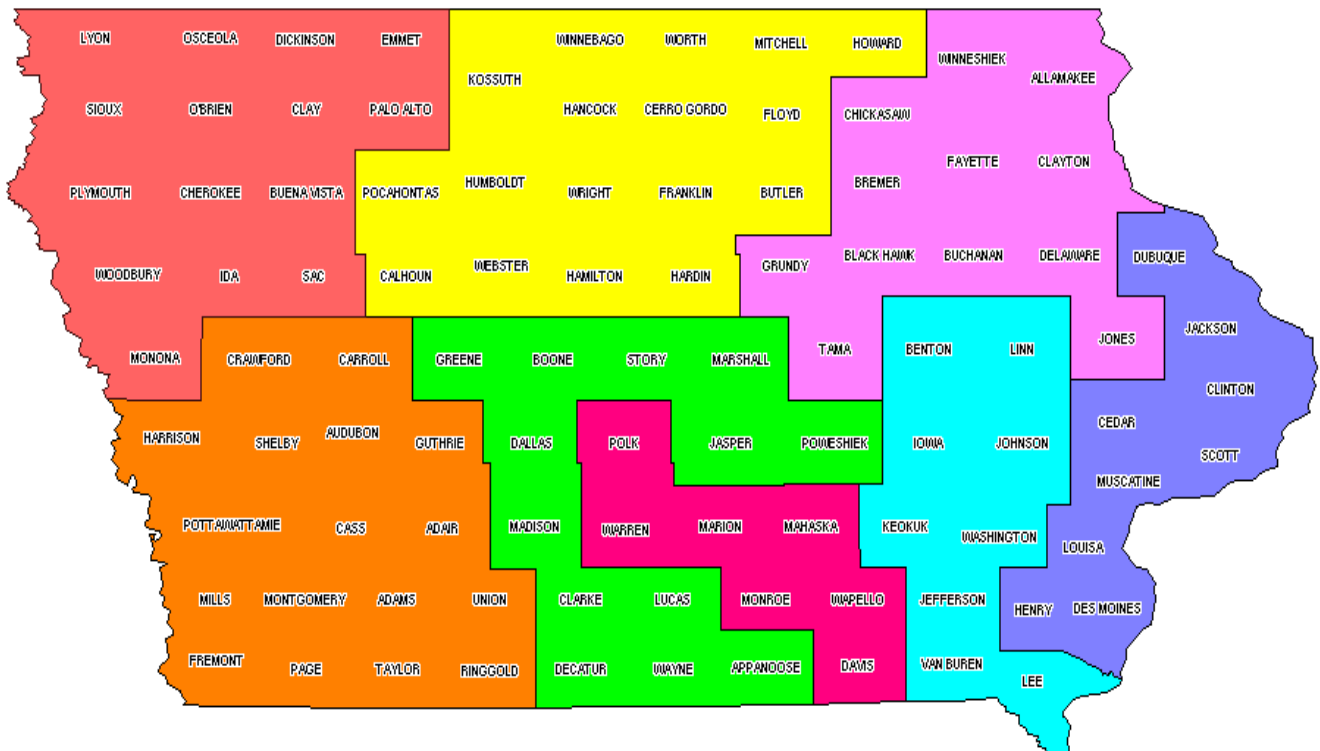 LYON OSCEOLA DICKINSON EMMET WINNEBAGO WORTH MITCHELL HOWARD
WINNESHIEK
KOSSUTH ALLAMAKEE
SIOUX O'BRIEN CLAY PALO ALTO HANCOCK CERRO GORDO FLOYD CHICKASAW
FAYETTE CLAYTON
PLYMOUTH CHEROKEE BUENA VISTA POCAHONTAS HUMBOLDT WRIGHT FRANKLIN BUTLER BREMER
WOODBURY IDA SAC CALHOUN WEBSTER HAMILTON HARDIN GRUNDY BLACK HAWK BUCHANAN DELAWARE DUBUQUE
JACKSON
MONONA CRAWFORD CARROLL GREENE BOONE STORY MARSHALL TAMA BENTON LINN JONES
CLINTON
CEDAR
HARRISON SHELBY AUDUBON GUTHRIE DALLAS POLK JASPER POWESHIEK IOWA JOHNSON SCOTT
MUSCATINE
POTTAWATTAMIE CASS ADAIR MADISON WARREN MARION MAHASKA KEOKUK WASHINGTON LOUISA
MILLS MONTGOMERY ADAMS UNION CLARKE LUCAS MONROE WAPELLO JEFFERSON HENRY DES MOINES
FREMONT PAGE TAYLOR RINGGOLD DECATUR WAYNE APPANOOSE DAVIS VAN BUREN LEE